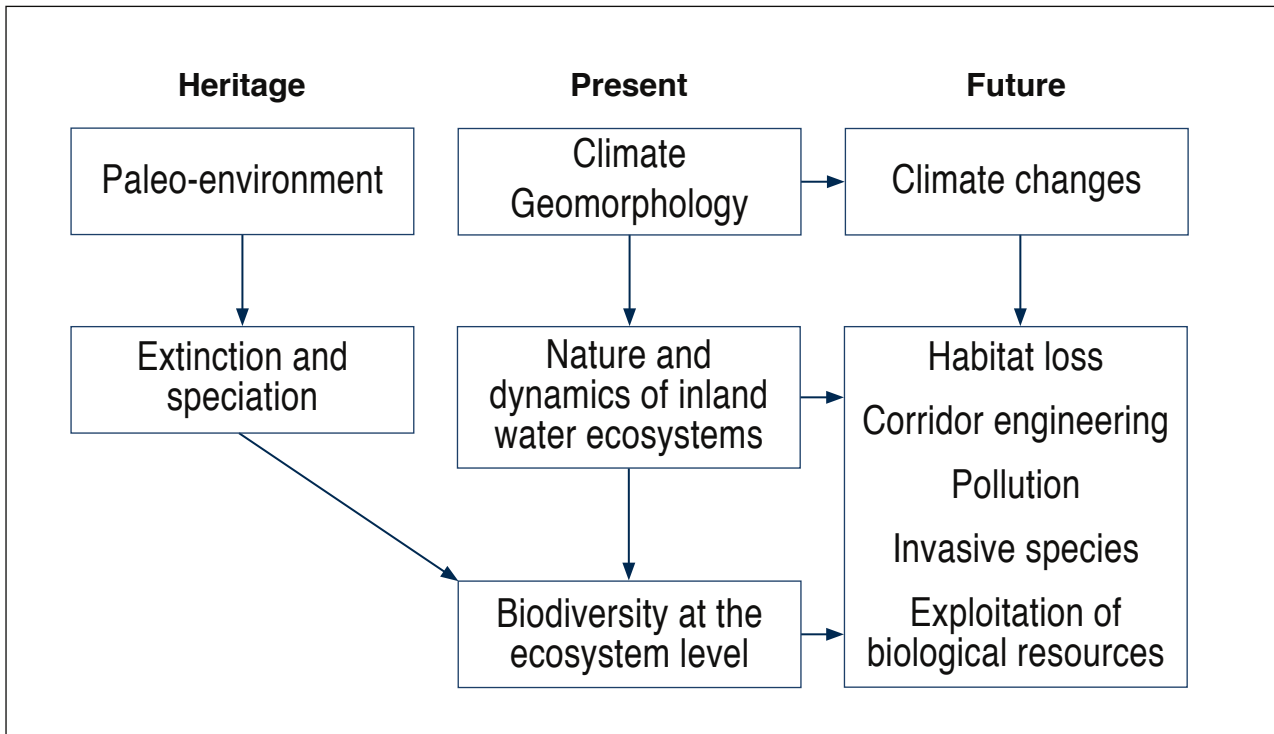 Heritage
Present
Future
Paleo-environment
Climate
Geomorphology
Climate changes
Extinction and
speciation
Nature and
dynamics of inland
water ecosystems
Biodiversity at the
ecosystem level
Habitat loss
Corridor engineering
Pollution
Invasive species
Exploitation of
biological resources